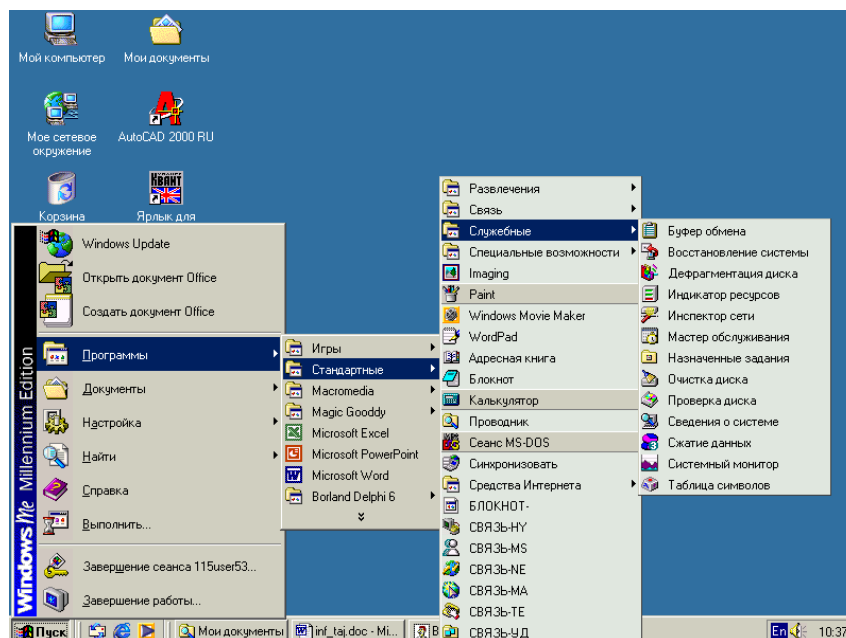 Мой компьютер
Мои документы
Мое сетевое
окружение
AutoCAD 2000 RU
КВАНТ
Корзина
Ярлык для
Windows Me Millennium Edition
Windows Update
Открыть документ Office
Создать документ Office
Программы
Документы
Настройка
Найти
Справка
Выполнить...
Завершение сеанса 115user53...
Завершение работы...
Игры
Стандартные
Macromedia
Magic Gooddy
Microsoft Excel
Microsoft PowerPoint
Microsoft Word
Borland Delphi 6
Развлечения
Связь
Служебные
Специальные возможности
Imaging
Paint
Windows Movie Maker
WordPad
Адресная книга
Блокнот
Калькулятор
Проводник
Сеанс MS-DOS
Синхронизовать
Средства Интернета
БЛОКНОТ-
СВЯЗЬ-HY
СВЯЗЬ-MS
СВЯЗЬ-NE
СВЯЗЬ-MA
СВЯЗЬ-TE
СВЯЗЬ-УД
Буфер обмена
Восстановление системы
Дефрагментация диска
Индикатор ресурсов
Инспектор сети
Мастер обслуживания
Назначенные задания
Очистка диска
Проверка диска
Сведения о системе
Сжатие данных
Системный монитор
Таблица символов
Пуск
Мои документы
inf_taj.doc - Mi...
В
En
10:37